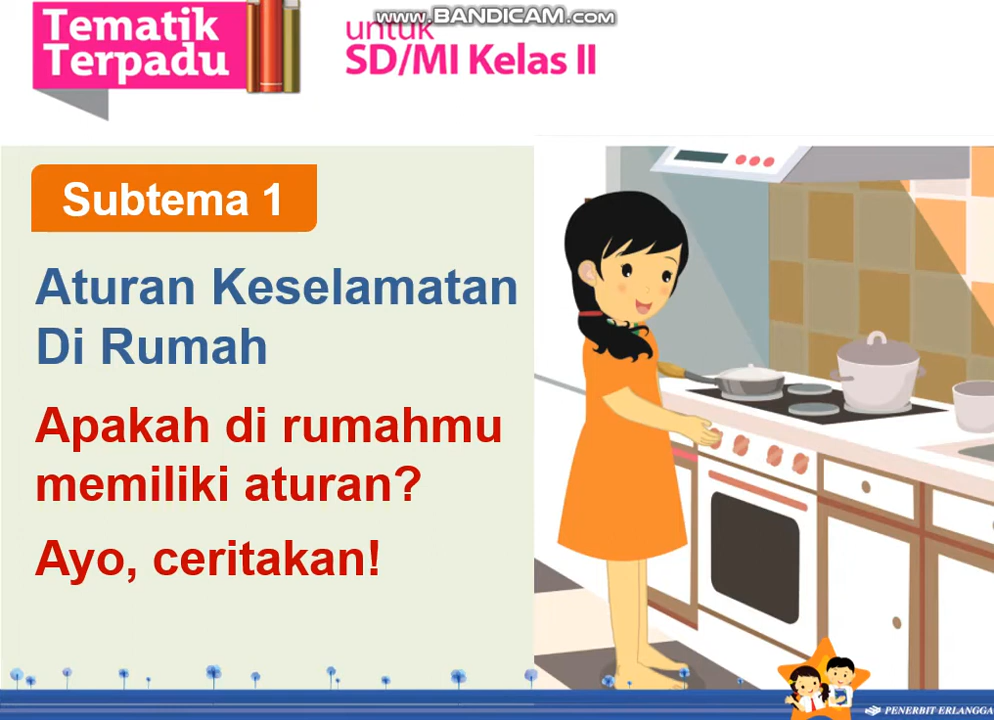 www.BANDICAM.com
Tematik
Terpadu
untuk
SD/MI Kelas II
Subtema 1
Aturan Keselamatan
Di Rumah
Apakah di rumahmu
memiliki aturan?
Ayo, ceritakan!
PENERBIT ERLANGGA